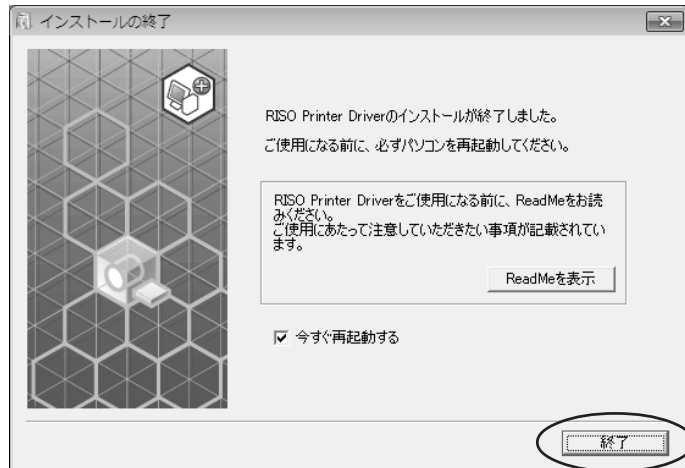 インストールの終了
RISO Printer Driverのインストールが終了しました。
ご使用になる前に、必ずパソコンを再起動してください。
RISO Printer Driverをご使用になる前に、ReadMeをお読
みください。
ご使用にあたって注意していただきたい事項が記載されてい
ます。
ReadMeを表示
今すぐ再起動する
終了